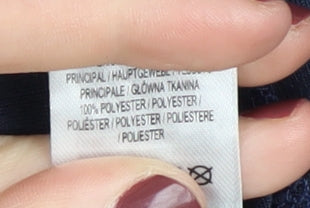 PRINCIPAL / HAUPTGEWEBE /
PRINCIPALE / GŁÓWNA TKANINA
100% POLYESTER / POLYESTER /
POLIÉSTER / POLYESTER / POLIESTERE
/ POLIESTER